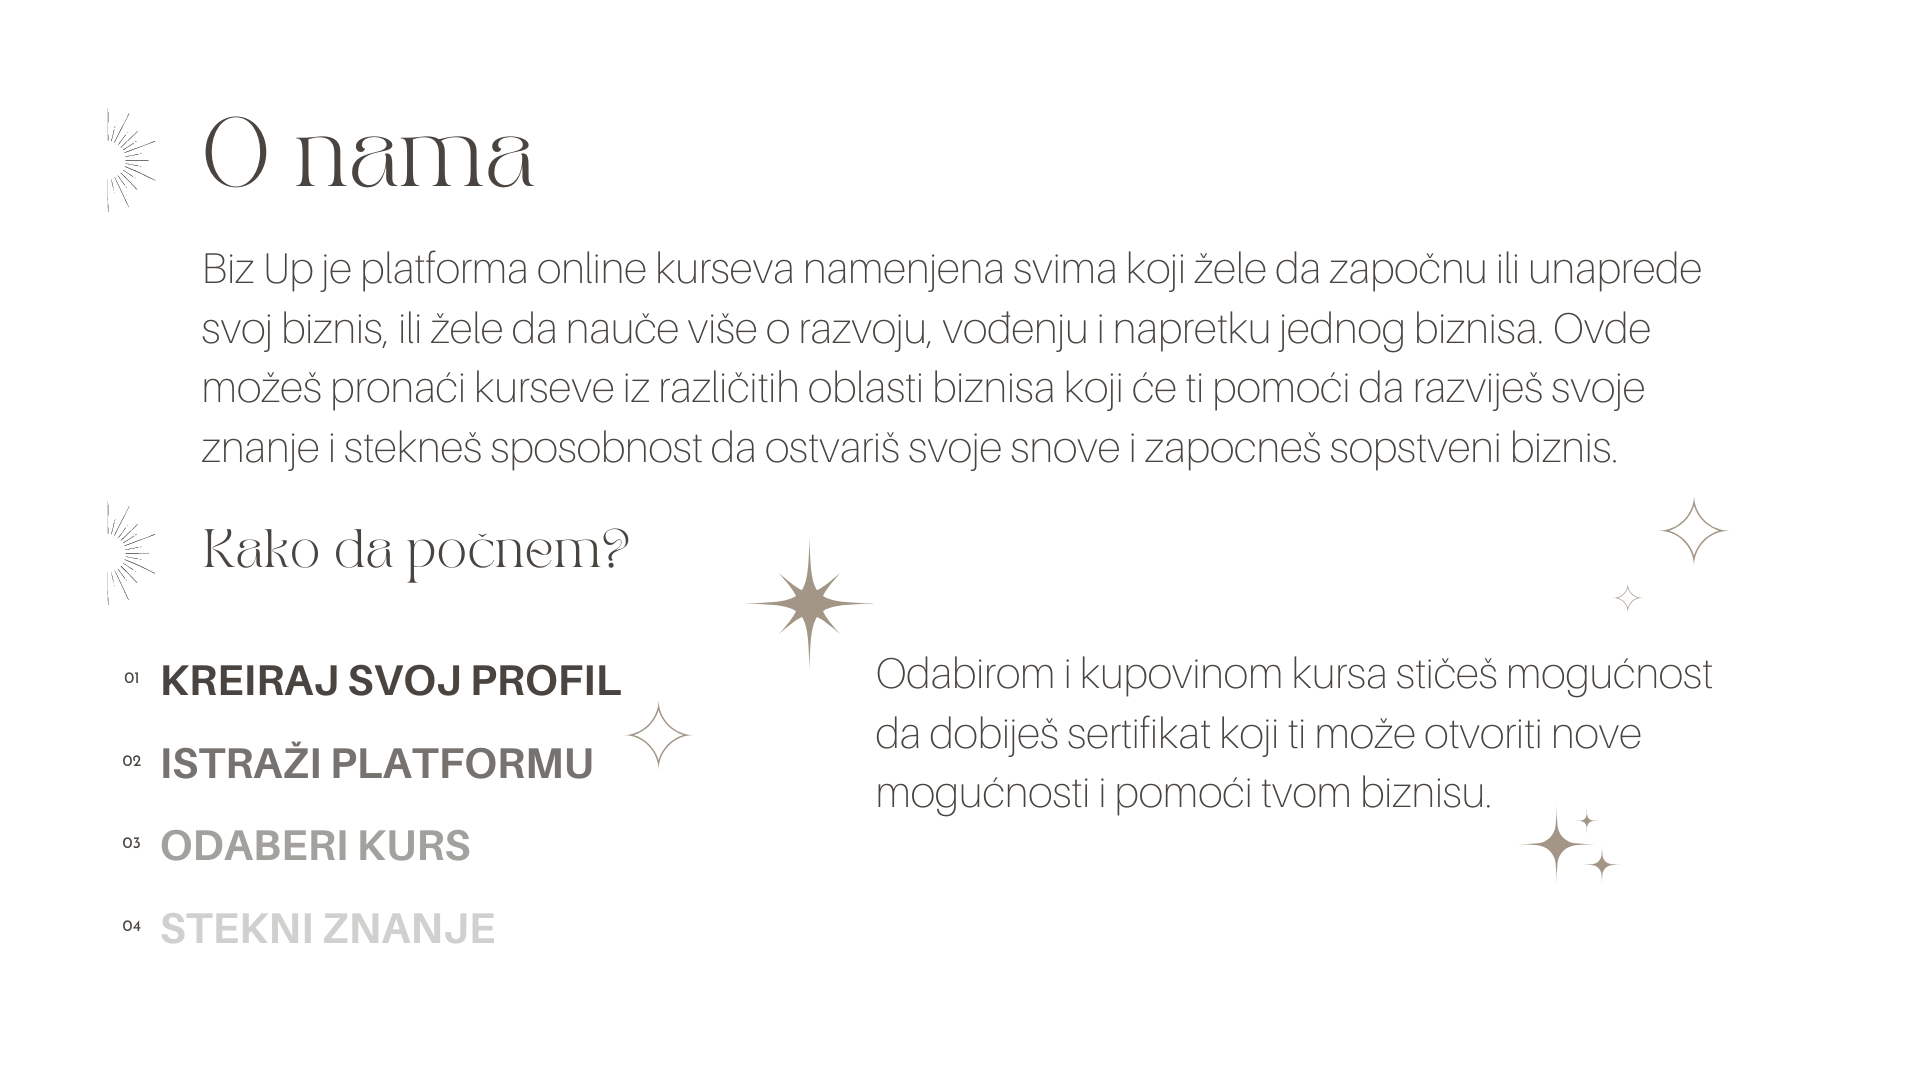 O nama
Biz Up je platforma online kurseva namenjena svima koji žele da započnu ili unaprede
svoj biznis, ili žele da nauče više o razvoju, vođenju i napretku jednog biznisa. Ovde
možeš pronaći kurseve iz različitih oblasti biznisa koji će ti pomoći da razviješ svoje
znanje i stekneš sposobnost da ostvariš svoje snove i zapocneš sopstveni biznis.
Kako da počnem?
01 KREIRAJ SVOJ PROFIL
02 ISTRAŽI PLATFORMU
03 ODABERI KURS
04 STEKNI ZNANJE
Odabirom i kupovinom kursa stičeš mogućnost
da dobiješ sertifikat koji ti može otvoriti nove
mogućnosti i pomoći tvom biznisu.